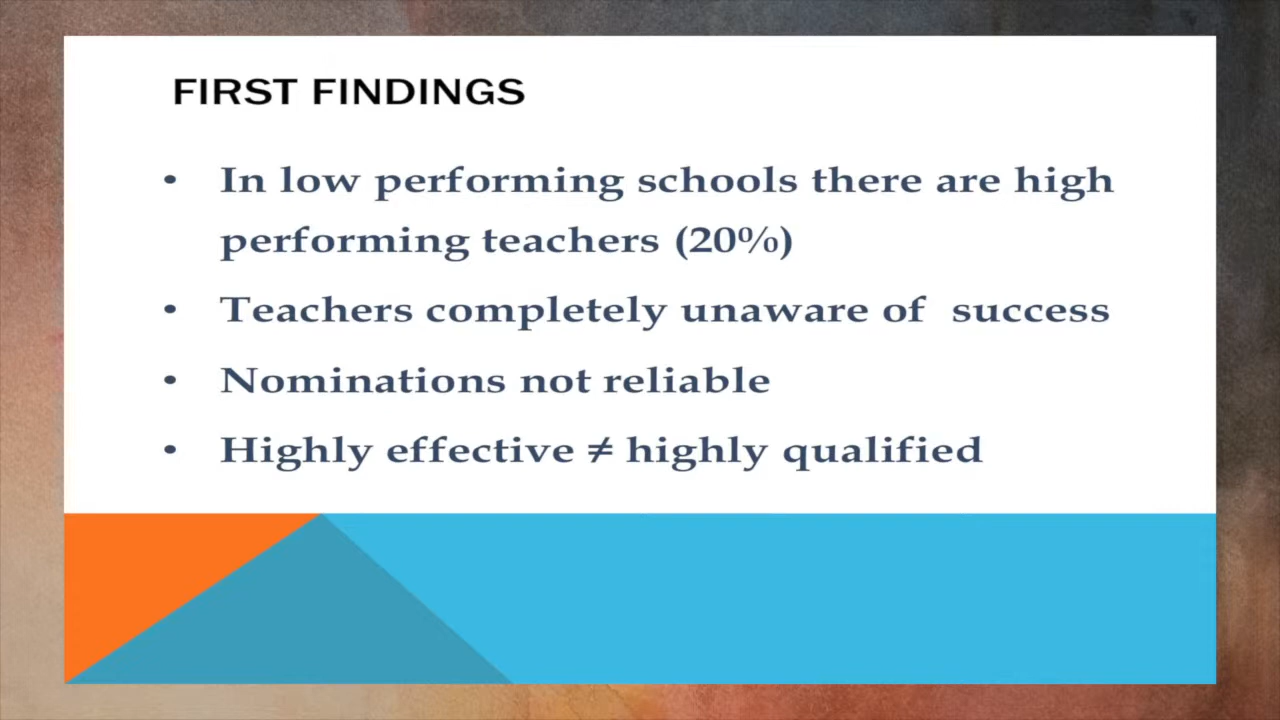 FIRST FINDINGS
• In low performing schools there are high
performing teachers (20%)
• Teachers completely unaware of success
• Nominations not reliable
• Highly effective ≠ highly qualified